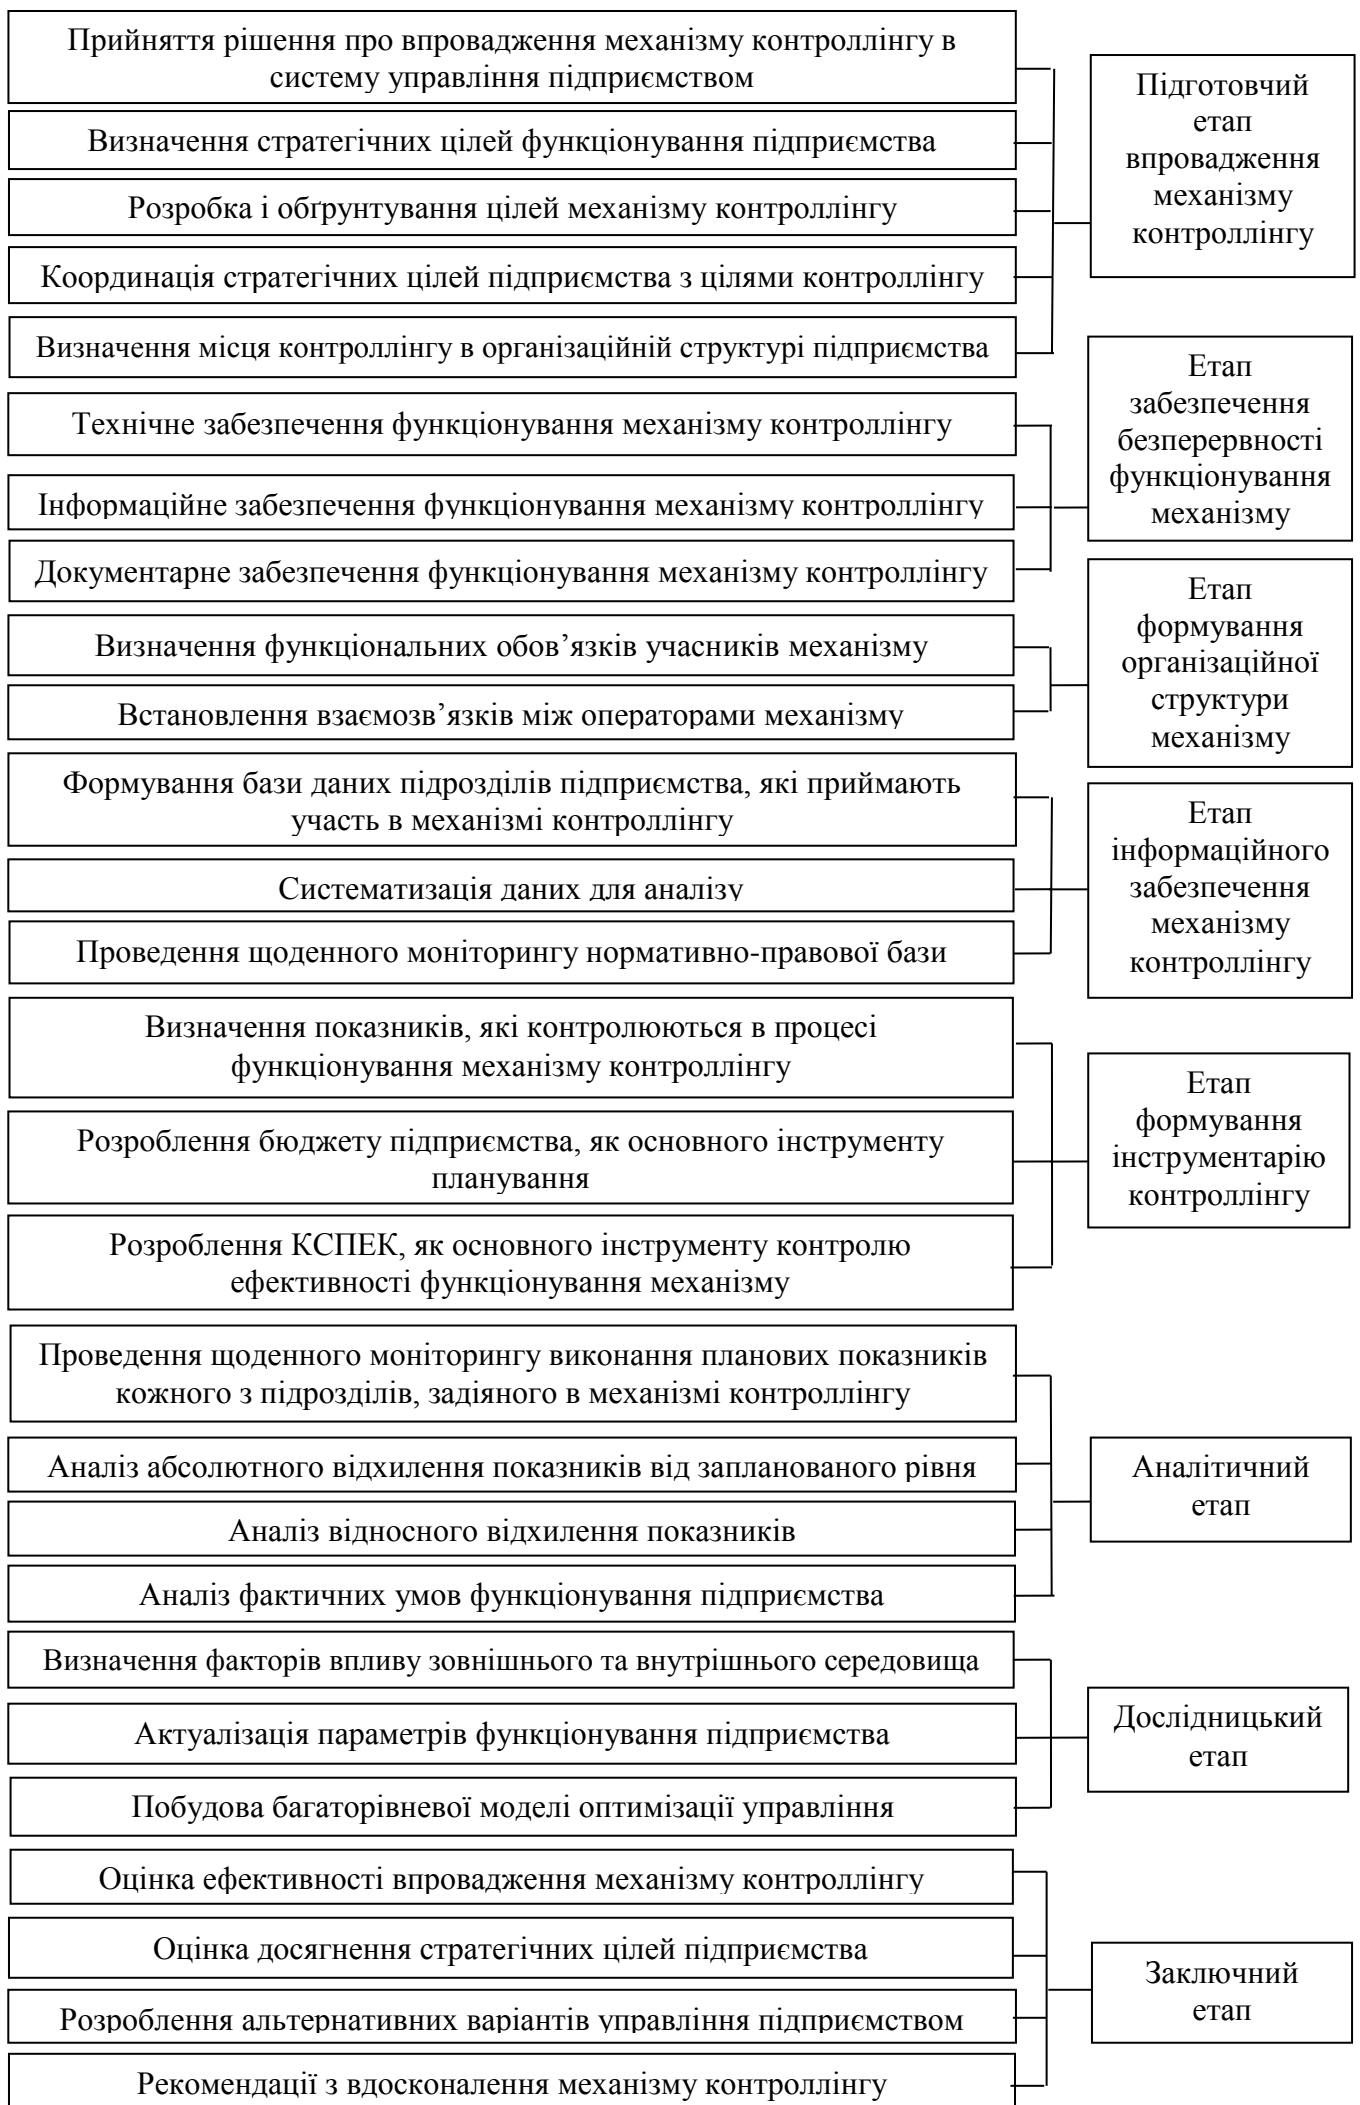 Прийняття рішення про впровадження механізму контроллінгу в
систему управління підприємством
Визначення стратегічних цілей функціонування підприємства
Розробка і обґрунтування цілей механізму контроллінгу
Координація стратегічних цілей підприємства з цілями контроллінгу
Визначення місця контроллінгу в організаційній структурі підприємства
Підготовчий
етап
впровадження
механізму
контроллінгу
Технічне забезпечення функціонування механізму контроллінгу
Інформаційне забезпечення функціонування механізму контроллінгу
Документарне забезпечення функціонування механізму контроллінгу
Етап
забезпечення
безперервності
функціонування
механізму
Визначення функціональних обов’язків учасників механізму
Встановлення взаємозв’язків між операторами механізму
Етап
формування
організаційної
структури
механізму
Формування бази даних підрозділів підприємства, які приймають
участь в механізмі контроллінгу
Систематизація даних для аналізу
Проведення щоденного моніторингу нормативно-правової бази
Етап
інформаційного
забезпечення
механізму
контроллінгу
Визначення показників, які контролюються в процесі
функціонування механізму контроллінгу
Розроблення бюджету підприємства, як основного інструменту
планування
Розроблення КСПЕК, як основного інструменту контролю
ефективності функціонування механізму
Етап
формування
інструментарію
контроллінгу
Проведення щоденного моніторингу виконання планових показників
кожного з підрозділів, задіяного в механізмі контроллінгу
Аналіз абсолютного відхилення показників від запланованого рівня
Аналіз відносного відхилення показників
Аналіз фактичних умов функціонування підприємства
Аналітичний
етап
Визначення факторів впливу зовнішнього та внутрішнього середовища
Актуалізація параметрів функціонування підприємства
Побудова багаторівневої моделі оптимізації управління
Дослідницький
етап
Оцінка ефективності впровадження механізму контроллінгу
Оцінка досягнення стратегічних цілей підприємства
Розроблення альтернативних варіантів управління підприємством
Рекомендації з вдосконалення механізму контроллінгу
Заключний
етап